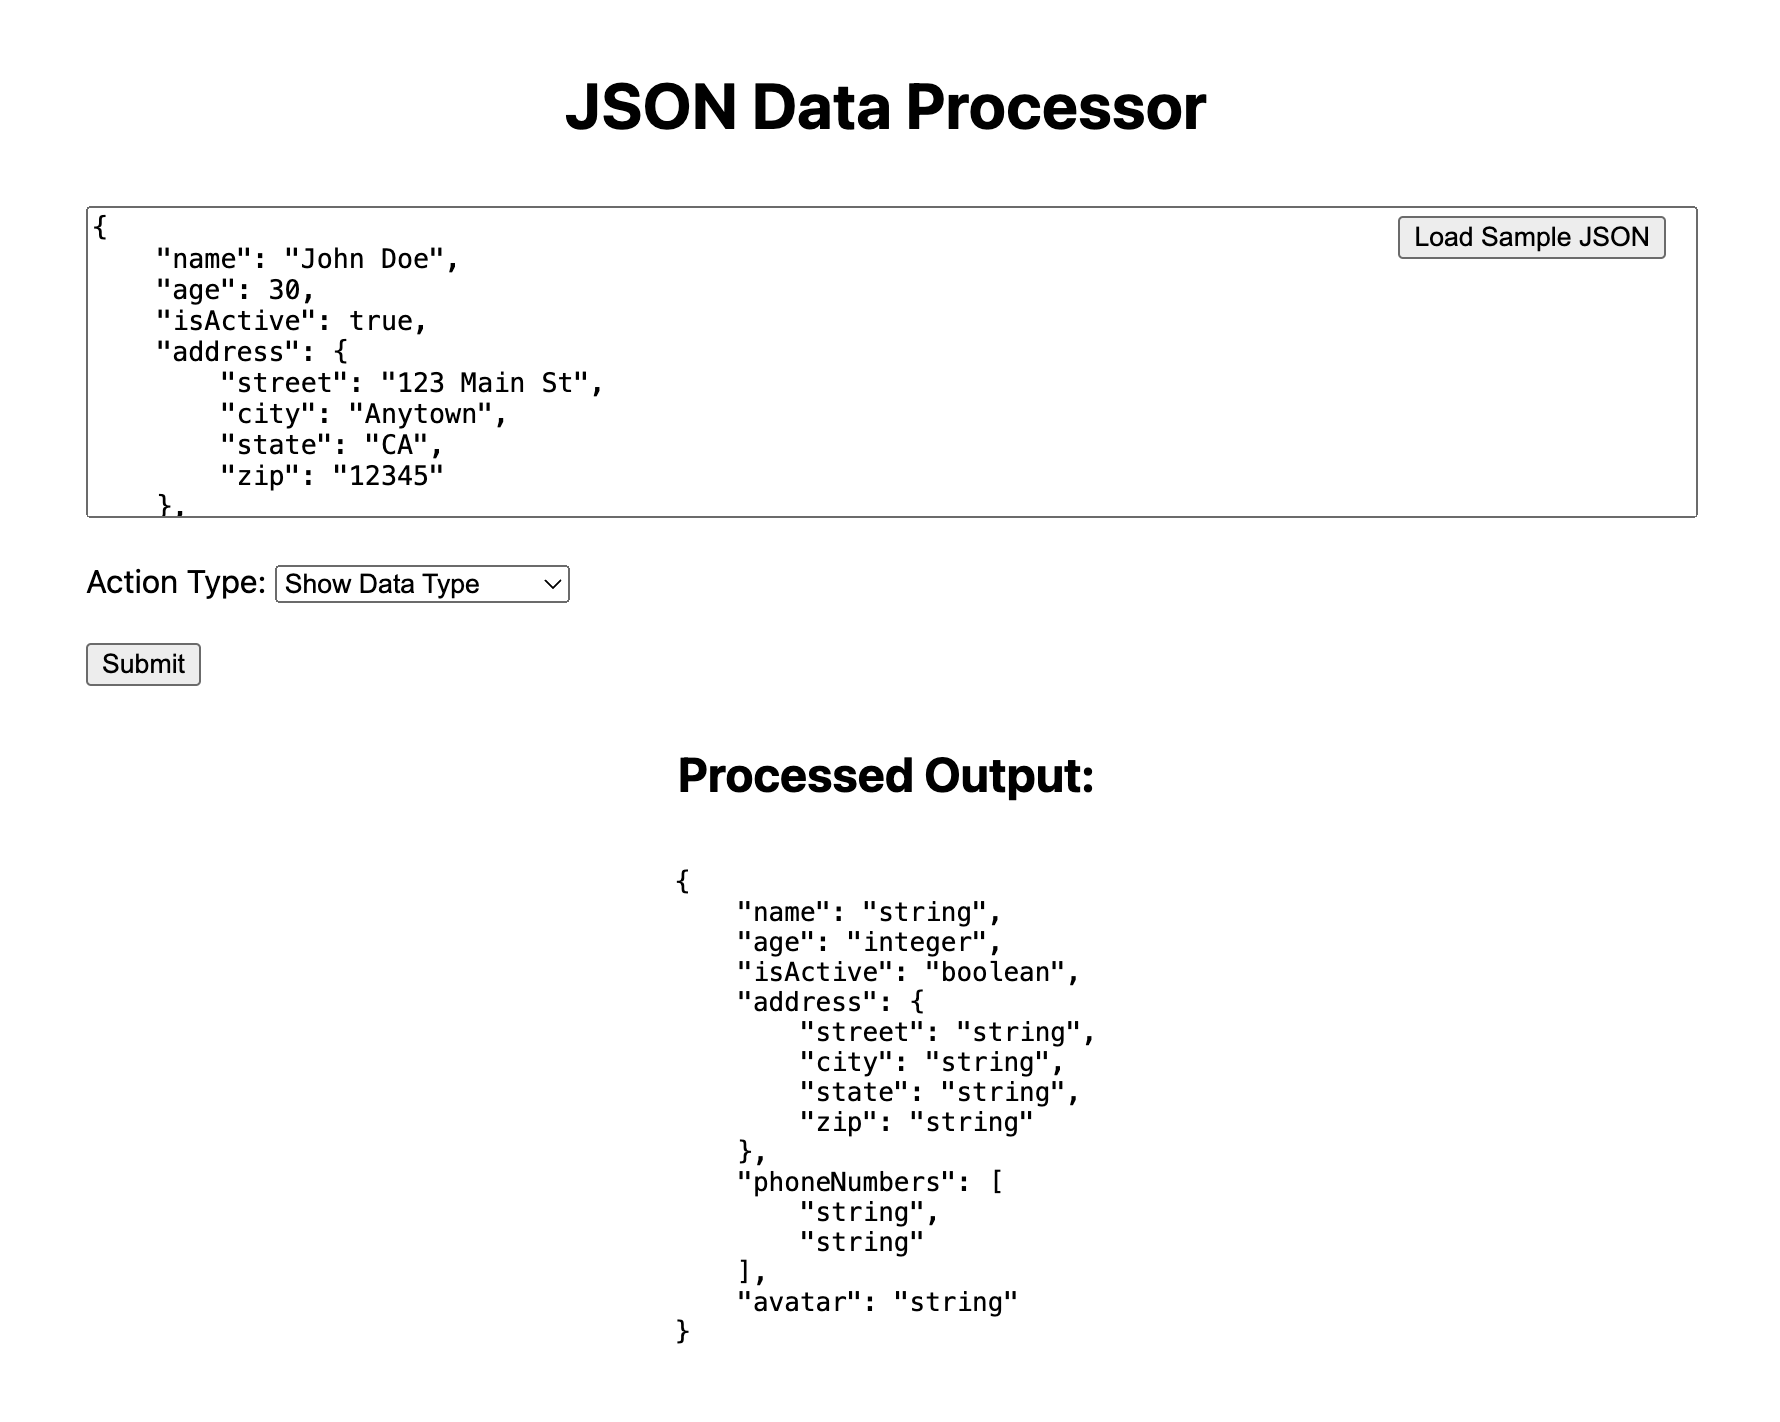 JSON Data Processor
{
    "name": "John Doe",
    "age": 30,
    "isActive": true,
    "address": {
        "street": "123 Main St",
        "city": "Anytown",
        "state": "CA",
        "zip": "12345"
    },
Load Sample JSON
Action Type: Show Data Type
Submit
Processed Output:
{
    "name": "string",
    "age": "integer",
    "isActive": "boolean",
    "address": {
        "street": "string",
        "city": "string",
        "state": "string",
        "zip": "string"
    },
    "phoneNumbers": [
        "string",
        "string"
    ],
    "avatar": "string"
}